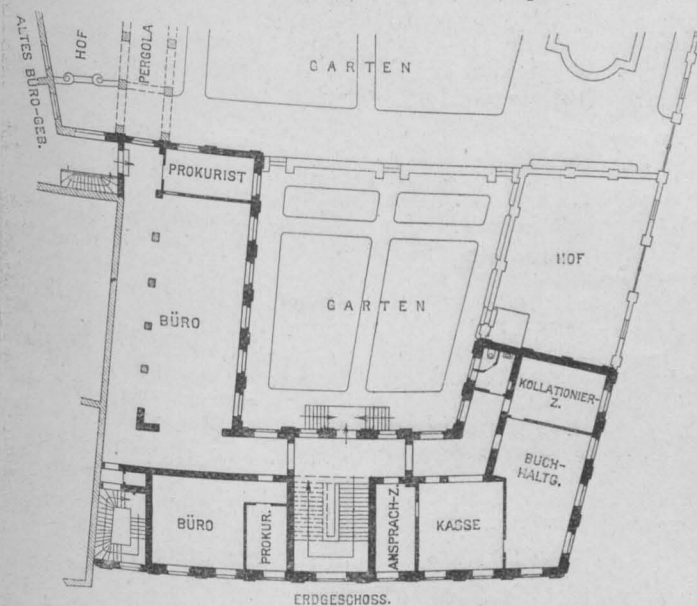 ALTES BÜRO-GEB.
HOF
PERGOLA
GARTEN
PROKURIST
HOF
BÜRO
GARTEN
KOLLATIONIER-
Z.
BUCH-
HALTG.
BÜRO
PROKUR.
ANSPRACH-Z.
KASSE
ERDGESCHOSS.